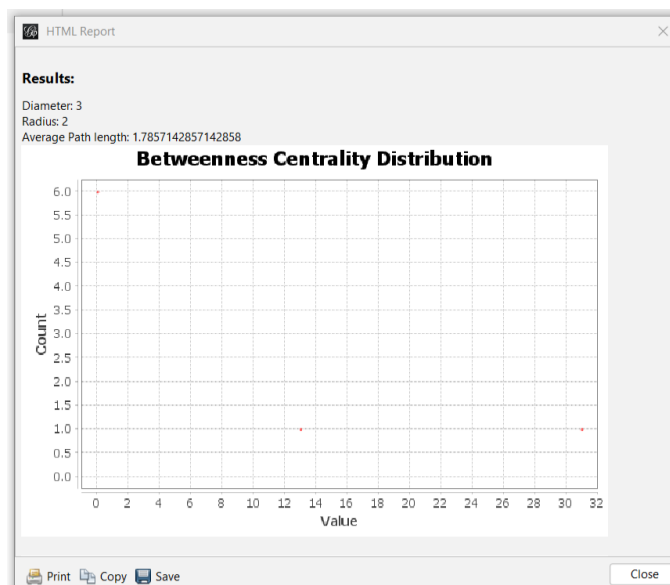 HTML Report
Results:
Diameter: 3
Radius: 2
Average Path length: 1.7857142857142858
Betweenness Centrality Distribution
6.0
5.5
5.0
4.5
4.0
3.5
3.0
2.5
2.0
1.5
1.0
0.5
0.0
Count
0 2 4 6 8 10 12 14 16 18 20 22 24 26 28 30 32
Value
Print Copy Save Close